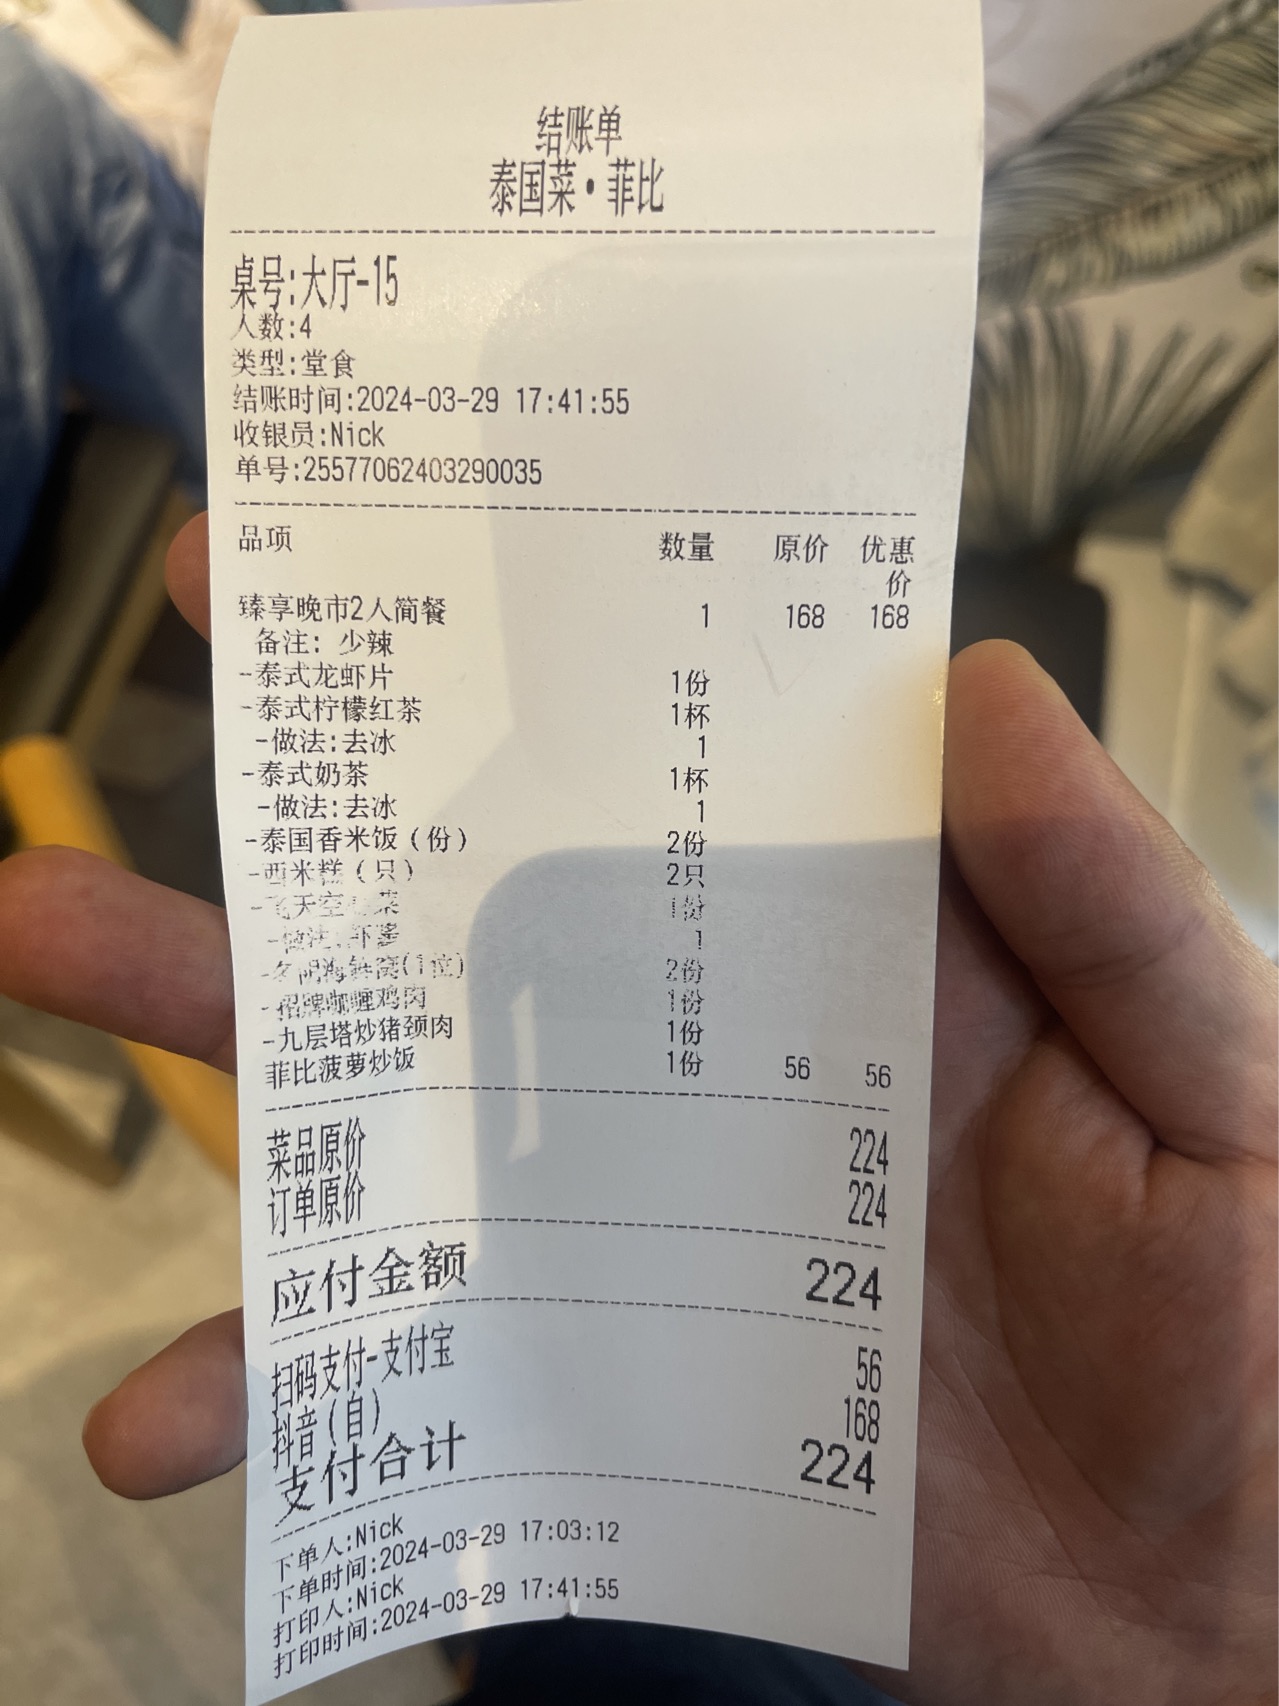 结账单
泰国菜·菲比
桌号:大厅-15
人数:4
类型:堂食
结账时间:2024-03-29 17:41:55
收银员:Nick
单号:25577062403290035
品项 数量 原价 优惠价
臻享晚市2人简餐 1 168 168
备注: 少辣
-泰式龙虾片 1份
-泰式柠檬红茶 1杯
-做法:去冰 1
-泰式奶茶 1杯
-做法:去冰 1
-泰国香米饭(份) 2份
-西米糕(只) 2只
-飞天空心菜 1份
-做法:虾酱 1
2份
-招牌咖喱鸡肉 1份
-九层塔炒猪颈肉 1份
菲比菠萝炒饭 1份 56 56
菜品原价 224
订单原价 224
应付金额 224
扫码支付-支付宝 56
抖音(自) 168
支付合计 224
下单人:Nick
下单时间:2024-03-29 17:03:12
打印人:Nick
打印时间:2024-03-29 17:41:55